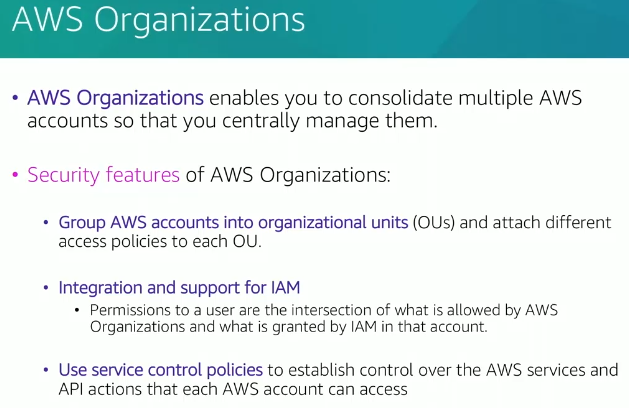 AWS Organizations
• AWS Organizations enables you to consolidate multiple AWS
accounts so that you centrally manage them.
• Security features of AWS Organizations:
• Group AWS accounts into organizational units (OUs) and attach different
access policies to each OU.
• Integration and support for IAM
• Permissions to a user are the intersection of what is allowed by AWS
Organizations and what is granted by IAM in that account.
• Use service control policies to establish control over the AWS services and
API actions that each AWS account can access